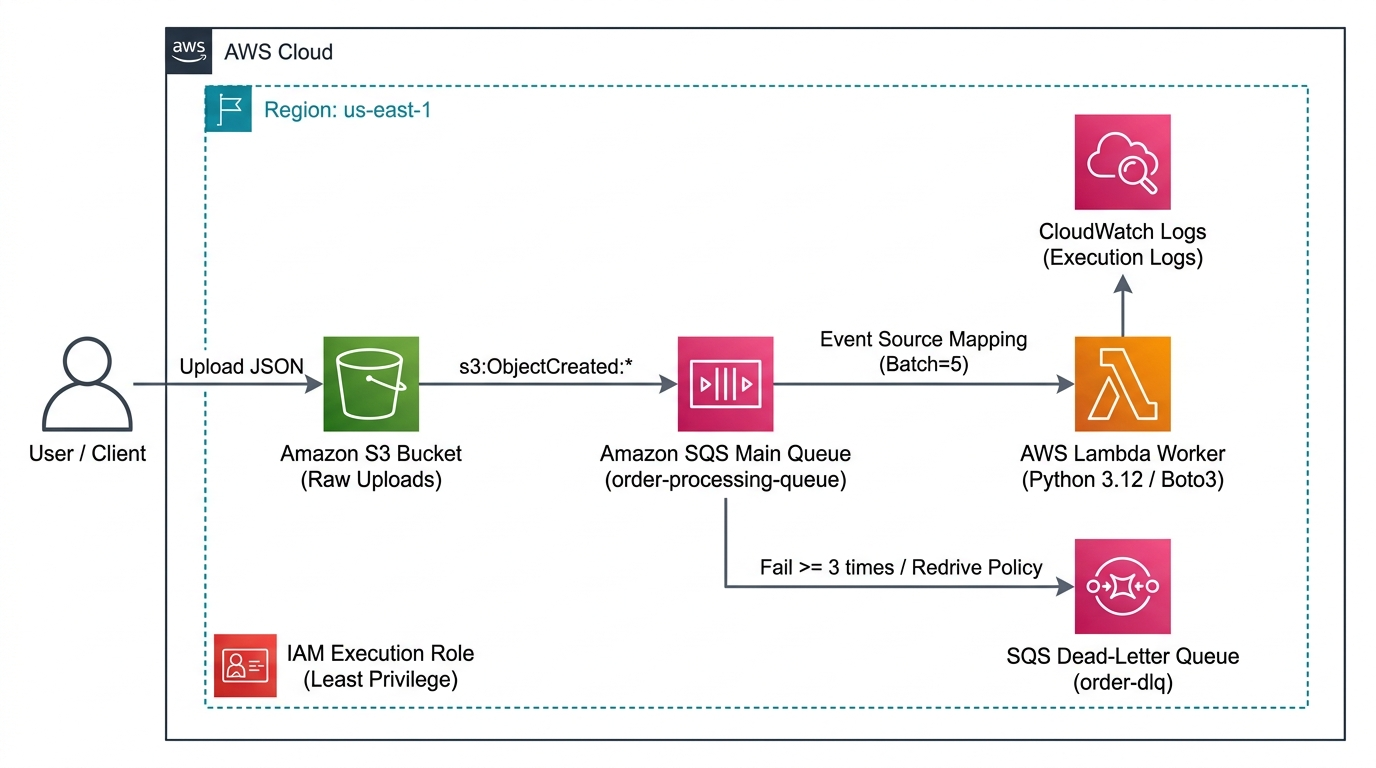 aws
AWS Cloud
Region: us-east-1
CloudWatch Logs
(Execution Logs)
Upload JSON
s3:ObjectCreated:*
Event Source Mapping
(Batch=5)
User / Client
Amazon S3 Bucket
(Raw Uploads)
Amazon SQS Main Queue
(order-processing-queue)
AWS Lambda Worker
(Python 3.12 / Boto3)
Fail >= 3 times / Redrive Policy
IAM Execution Role
(Least Privilege)
SQS Dead-Letter Queue
(order-dlq)